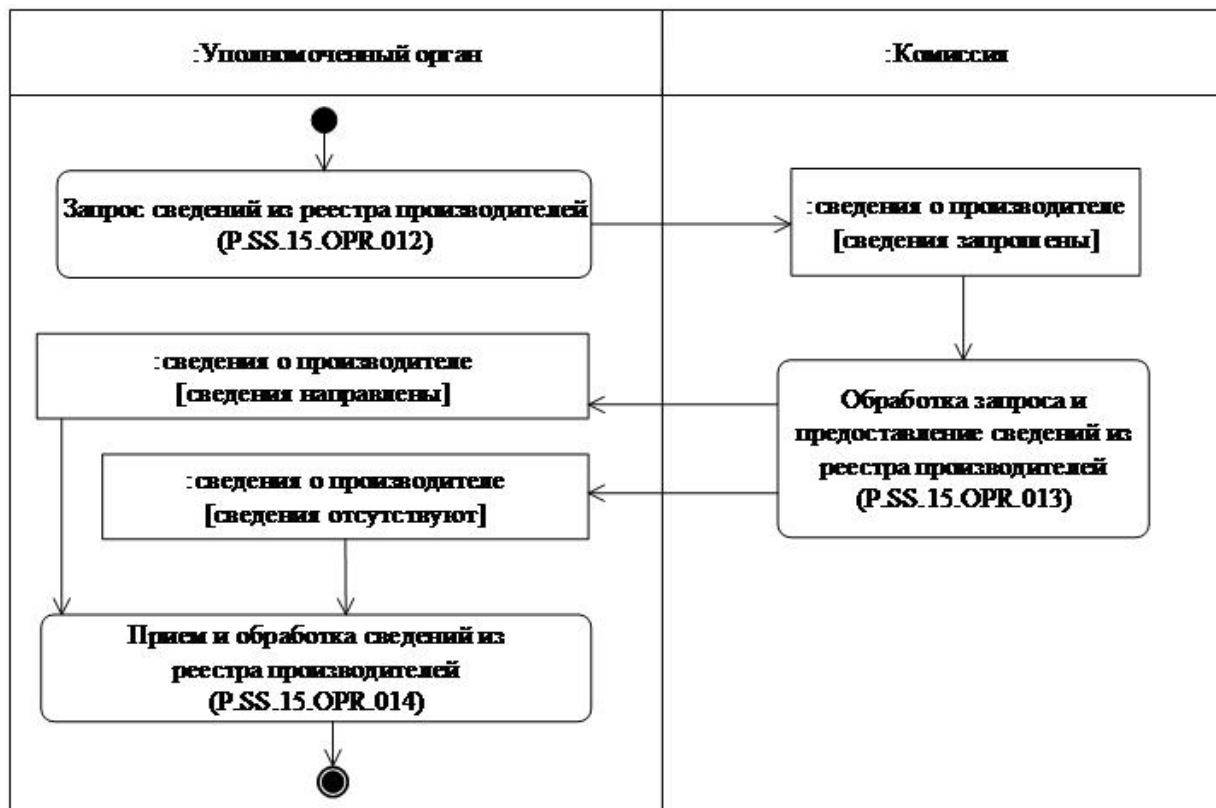 :Уполномоченный орган
:Комиссия
Запрос сведений из реестра производителей
(P.SS.15.OPR.012)
:сведения о производителе
[сведения запрошены]
:сведения о производителе
[сведения направлены]
Обработка запроса и
предоставление сведений из
реестра производителей
(P.SS.15.OPR.013)
:сведения о производителе
[сведения отсутствуют]
Прием и обработка сведений из
реестра производителей
(P.SS.15.OPR.014)